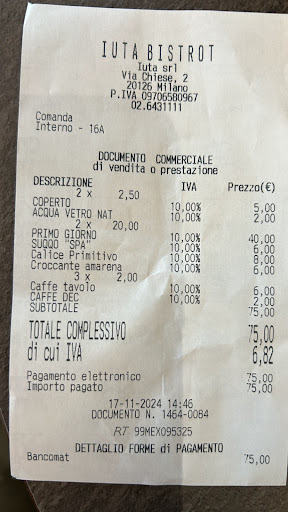 IUTA BISTROT
Iuta srl
Via Chiese, 2
20126 Milano
P.IVA 09706580967
02.6431111
Comanda
Interno - 16A
DOCUMENTO COMMERCIALE
di vendita o prestazione
DESCRIZIONE IVA Prezzo(€)
2 x 2,50
COPERTO 10,00% 5,00
ACQUA VETRO NAT 10,00% 2,00
2 x 20,00
PRIMO GIORNO 10,00% 40,00
SUQQO "SPA" 10,00% 6,00
Calice Primitivo 10,00% 8,00
Croccante amarena 10,00% 6,00
3 x 2,00
Caffe tavolo 10,00% 6,00
CAFFE DEC 10,00% 2,00
SUBTOTALE 75,00
TOTALE COMPLESSIVO 75,00
di cui IVA 6,82
Pagamento elettronico 75,00
Importo pagato 75,00
17-11-2024 14:46
DOCUMENTO N. 1464-0084
RT 99MEX095325
DETTAGLIO FORME di PAGAMENTO
Bancomat 75,00